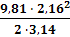 9,81 · 2,16²
2 · 3,14